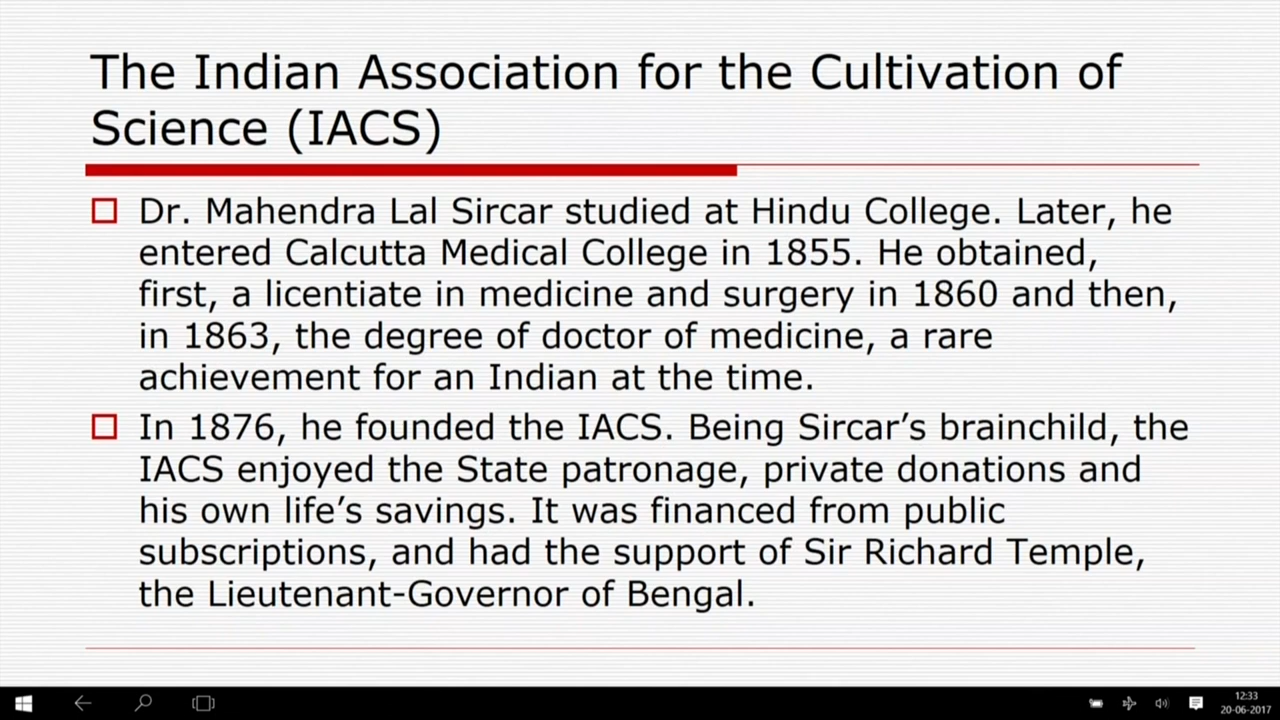 The Indian Association for the Cultivation of
Science (IACS)
Dr. Mahendra Lal Sircar studied at Hindu College. Later, he
entered Calcutta Medical College in 1855. He obtained,
first, a licentiate in medicine and surgery in 1860 and then,
in 1863, the degree of doctor of medicine, a rare
achievement for an Indian at the time.
In 1876, he founded the IACS. Being Sircar’s brainchild, the
IACS enjoyed the State patronage, private donations and
his own life’s savings. It was financed from public
subscriptions, and had the support of Sir Richard Temple,
the Lieutenant-Governor of Bengal.
12:33
20-06-2017